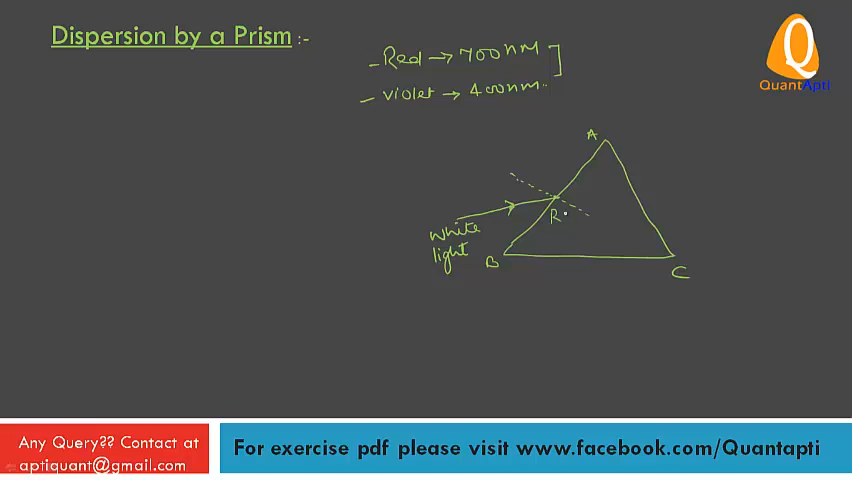 Dispersion by a Prism :-
- Red → 700nm
- violet → 400nm
QuantApti
A
white
light
R
B
C
Any Query?? Contact at
aptiquant@gmail.com
For exercise pdf please visit www.facebook.com/Quantapti